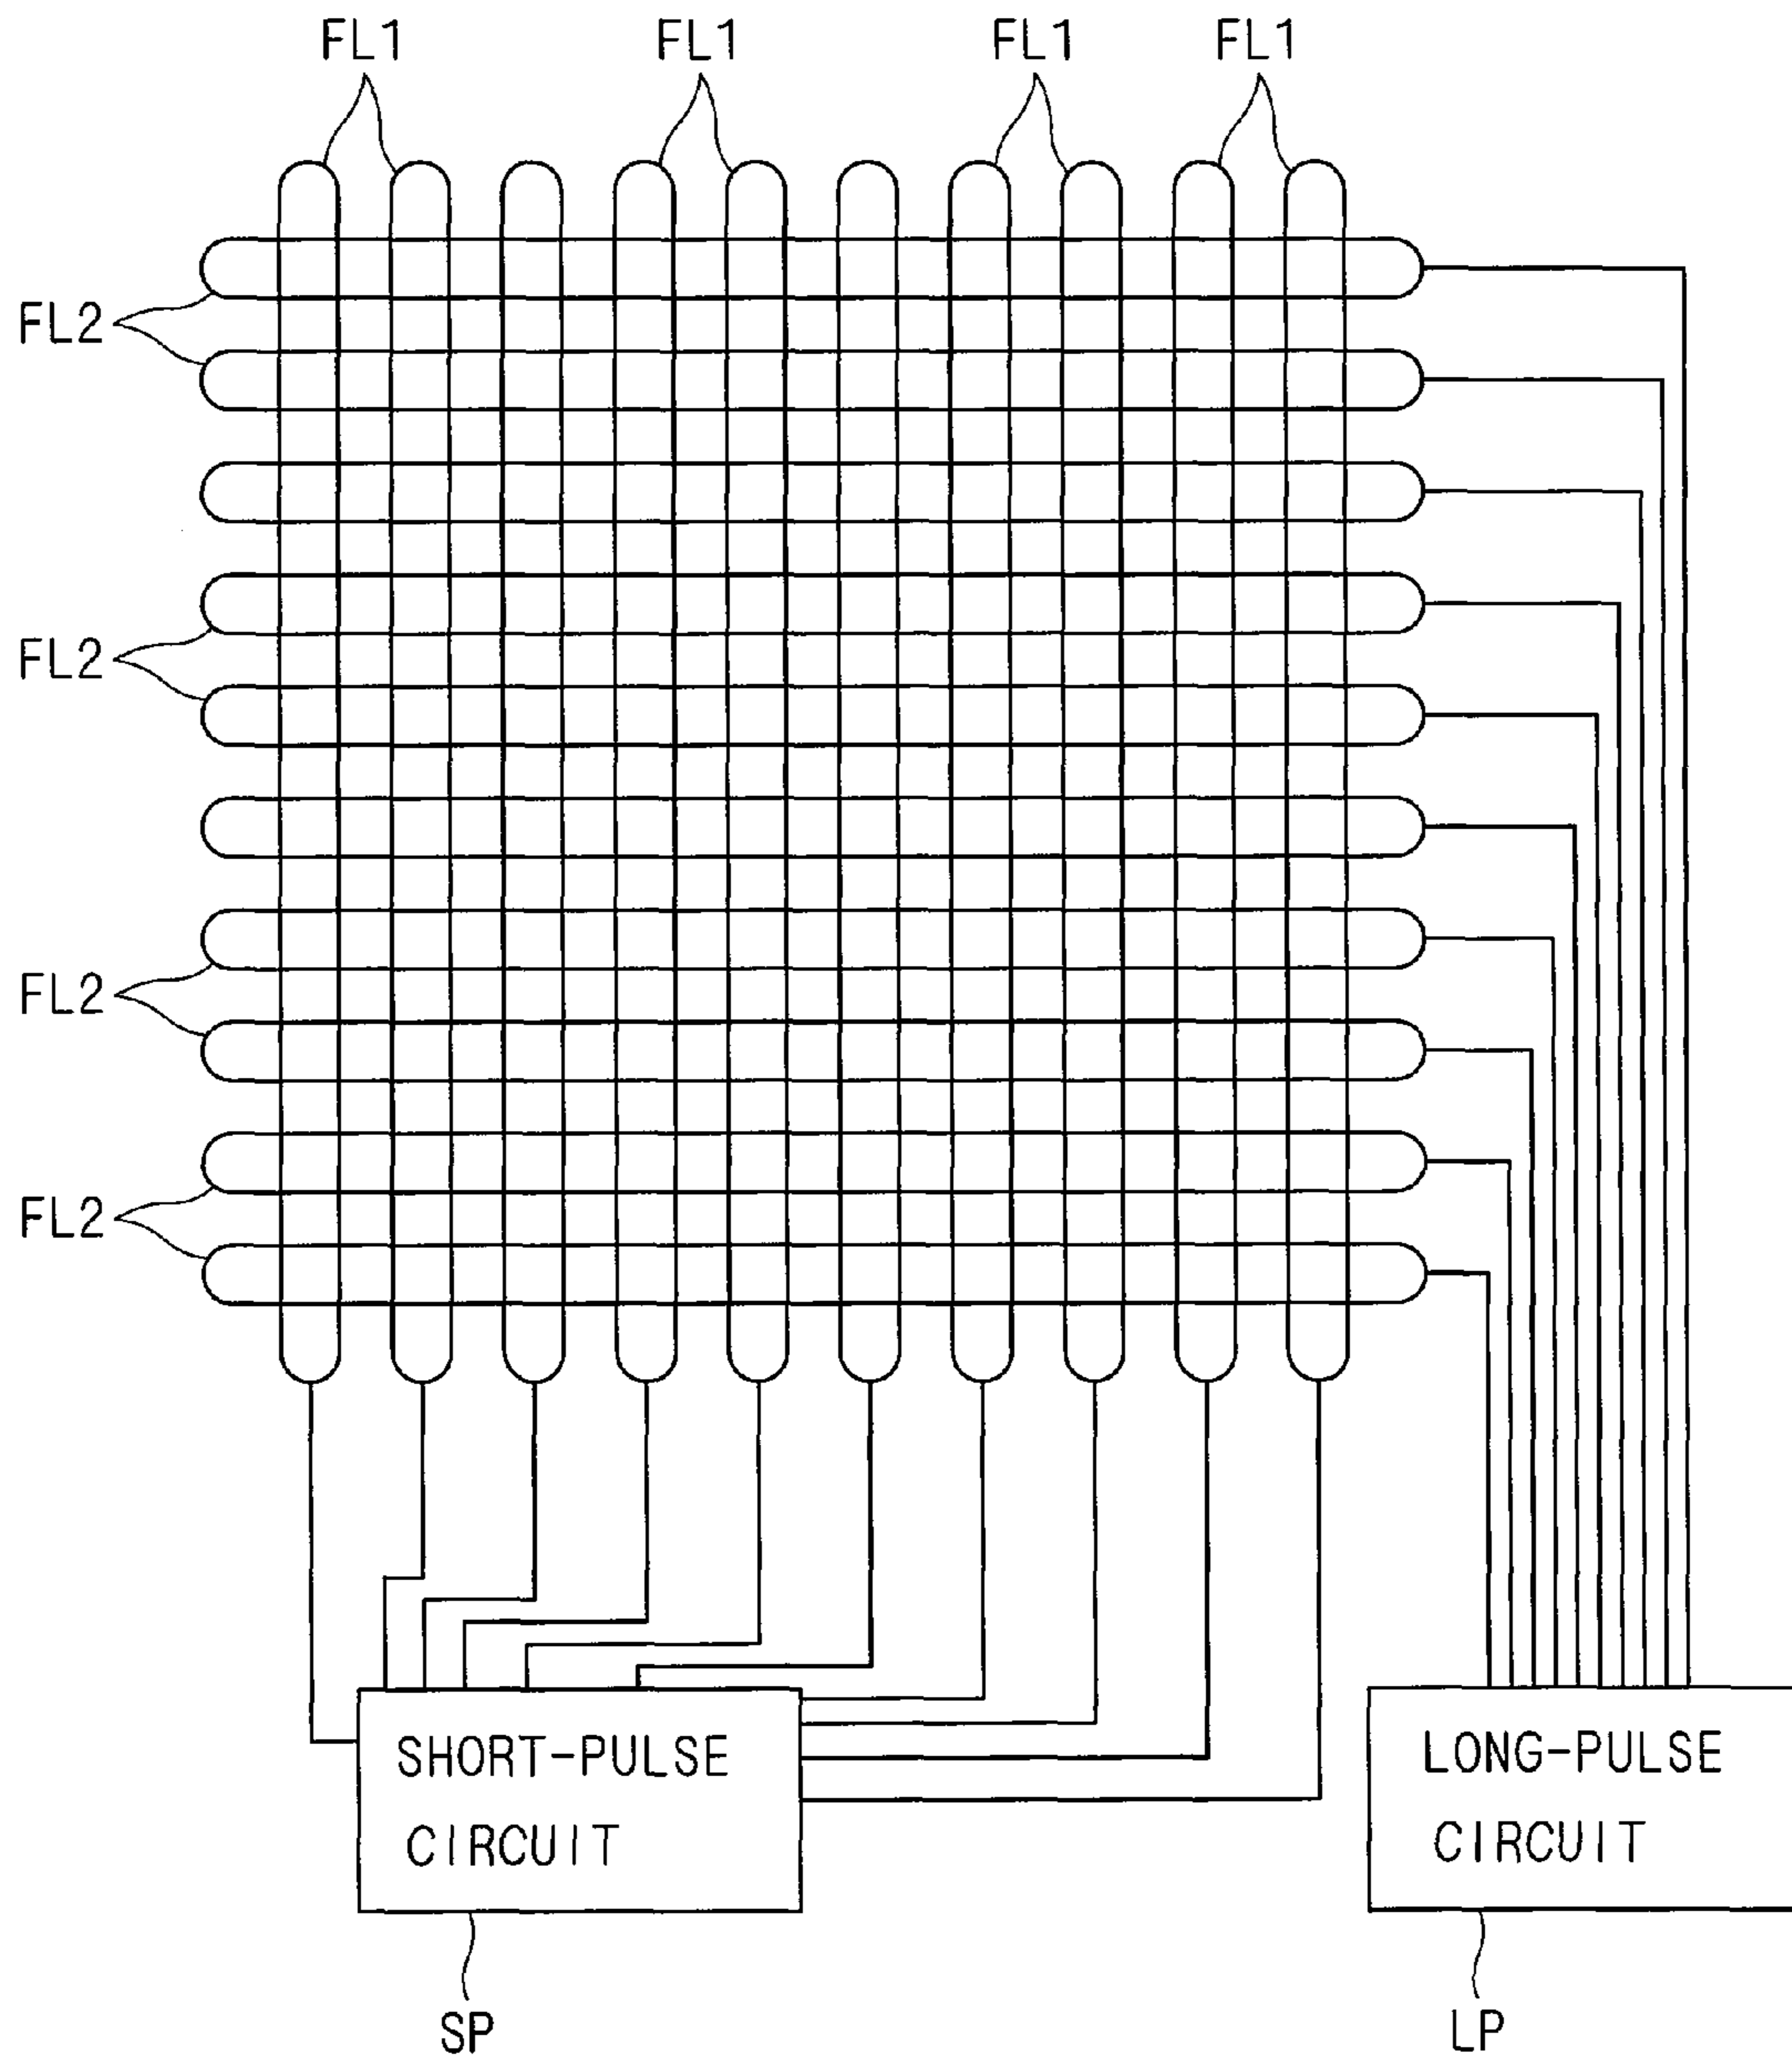 FL1 FL1 FL1 FL1
FL2
FL2
FL2
FL2
SHORT-PULSE
CIRCUIT
LONG-PULSE
CIRCUIT
SP
LP